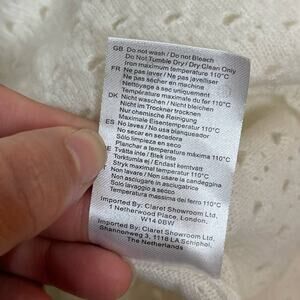 GB Do not wash / Do not Bleach
Do Not Tumble Dry / Dry Clean Only
Iron maximum temperature 110°C
FR Ne pas laver / Ne pas javelliser
Ne pas sécher en machine
Nettoyage à sec uniquement
Température maximale du fer 110°C
DK Nicht waschen / Nicht bleichen
Nicht im Trockner trocknen
Nur chemische Reinigung
Maximale Eisentemperatur 110°C
ES No laves / No usa blanqueador
No secar en seco
Solo limpieza en seco
Planchar a temperatura máxima 110°C
Tvätta inte / Blek inte
Torktumla ej / Endast kemtvätt
Stryk maximal temperatur 110°C
Non lavare / Non usare la candeggina
Non asciugare in asciugatrice
Solo lavaggio a secco
Temperatura massima del ferro 110°C
Imported By: Claret Showroom Ltd,
1 Netherwood Place, London.
W14 0BW
Imported By: Claret Showroom Ltd,
Shannonweg 3, 1118 LA Schiphol,
The Netherlands